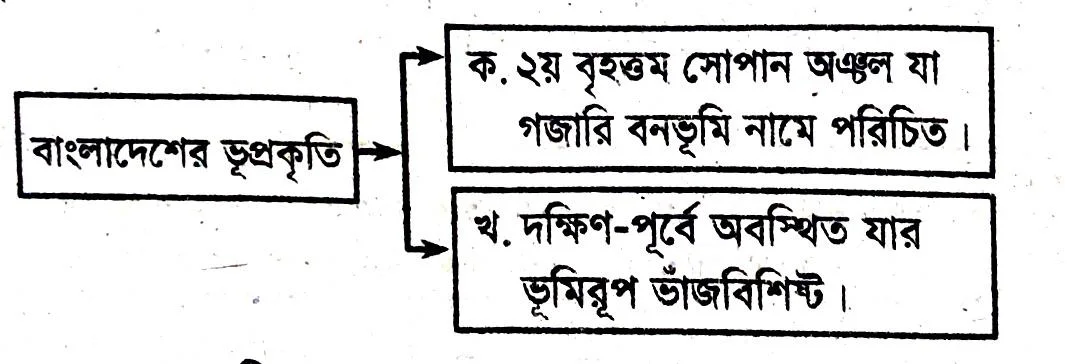 বাংলাদেশের ভূপ্রকৃতি
ক. ২য় বৃহত্তম সোপান অঞ্চল যা
গজারি বনভূমি নামে পরিচিত।
খ. দক্ষিণ-পূর্বে অবস্থিত যার
ভূমিরূপ ভাঁজবিশিষ্ট।